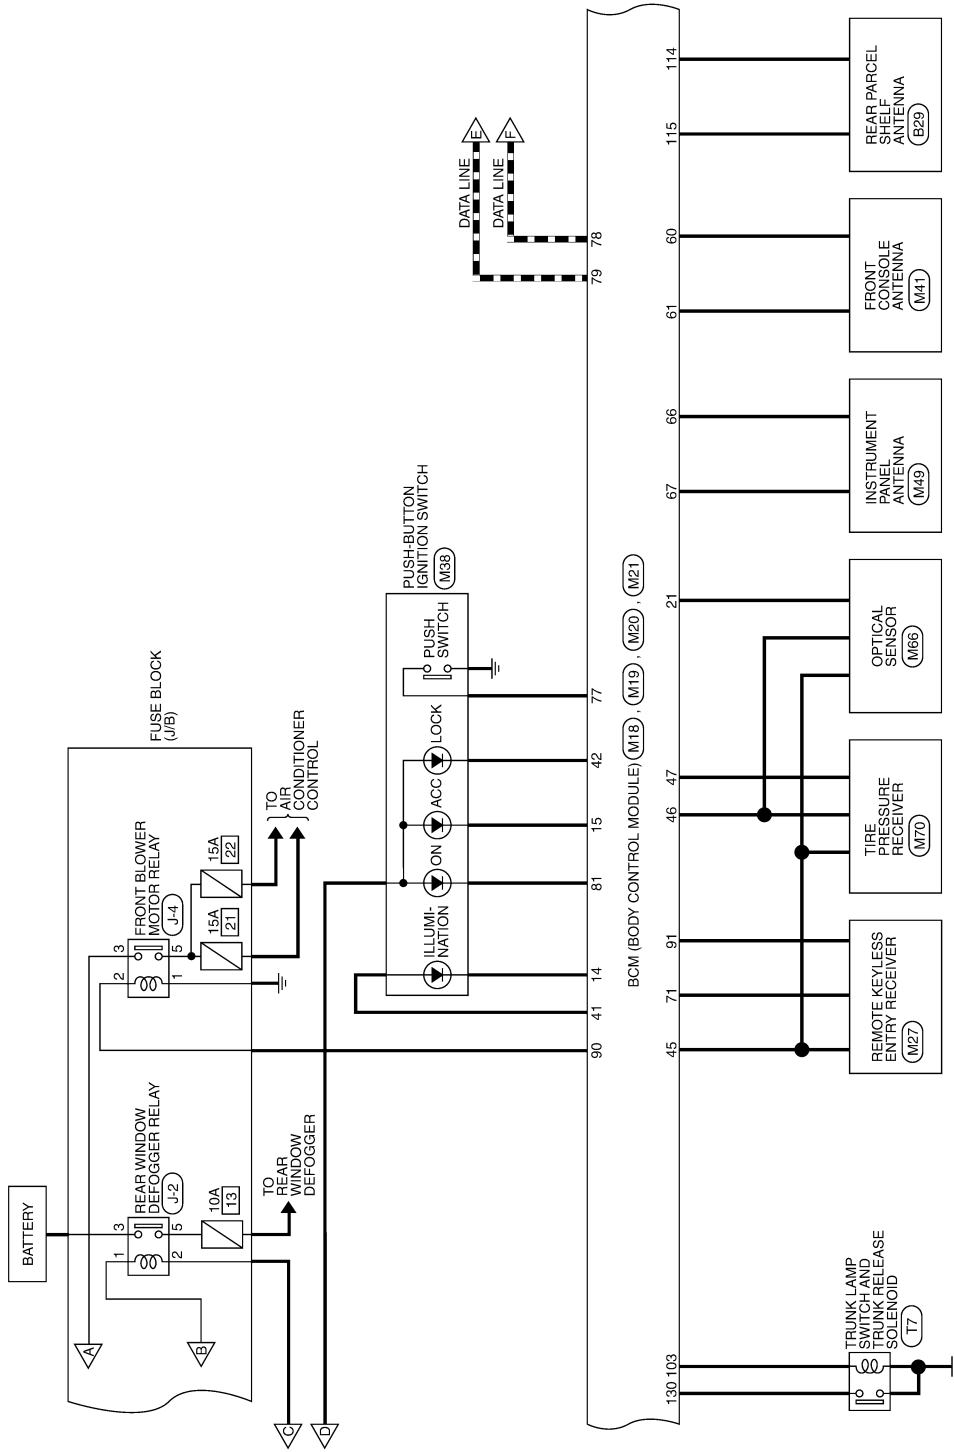 BATTERY
FUSE BLOCK
(J/B)
A
B
REAR WINDOW
DEFOGGER RELAY
J-2
3
1
5
2
10A
13
TO
REAR
WINDOW
DEFOGGER
FRONT BLOWER
MOTOR RELAY
J-4
3
2
5
1
15A
21
15A
22
TO
AIR
CONDITIONER
CONTROL
C
D
PUSH-BUTTON
IGNITION SWITCH
M38
ILLUMI-
NATION
ON
ACC
LOCK
PUSH
SWITCH
DATA LINE
E
DATA LINE
F
90
41
14
81
15
42
77
79
78
BCM (BODY CONTROL MODULE) M18 , M19 , M20 , M21
130
103
45
71
91
46
47
21
67
66
61
60
115
114
TRUNK LAMP
SWITCH AND
TRUNK RELEASE
SOLENOID
T7
REMOTE KEYLESS
ENTRY RECEIVER
M27
TIRE
PRESSURE
RECEIVER
M70
OPTICAL
SENSOR
M66
INSTRUMENT
PANEL
ANTENNA
M49
FRONT
CONSOLE
ANTENNA
M41
REAR PARCEL
SHELF
ANTENNA
B29